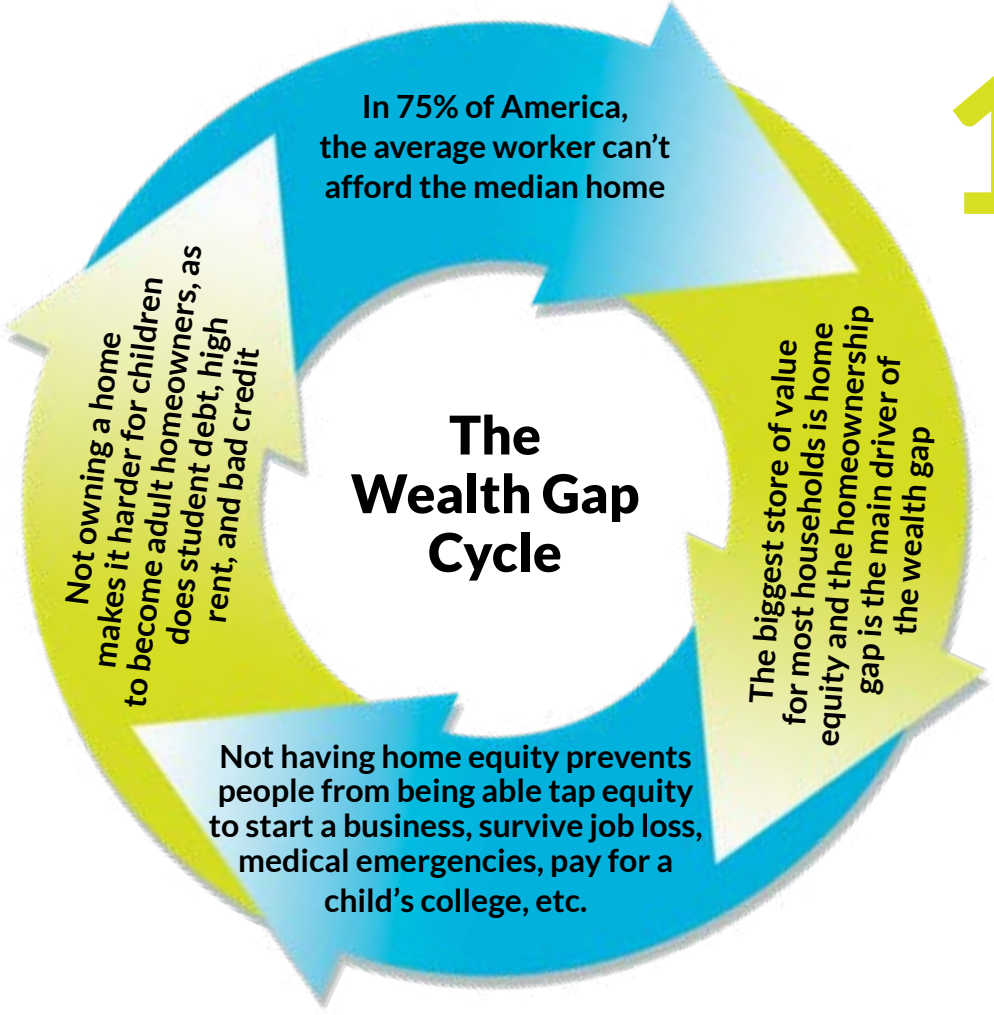 In 75% of America,
the average worker can't
afford the median home
1
The biggest store of value
for most households is home
equity and the homeownership
gap is the main driver of
the wealth gap
Not having home equity prevents
people from being able tap equity
to start a business, survive job loss,
medical emergencies, pay for a
child's college, etc.
Not owning a home
makes it harder for children
to become adult homeowners, as
does student debt, high
rent, and bad credit
The
Wealth Gap
Cycle